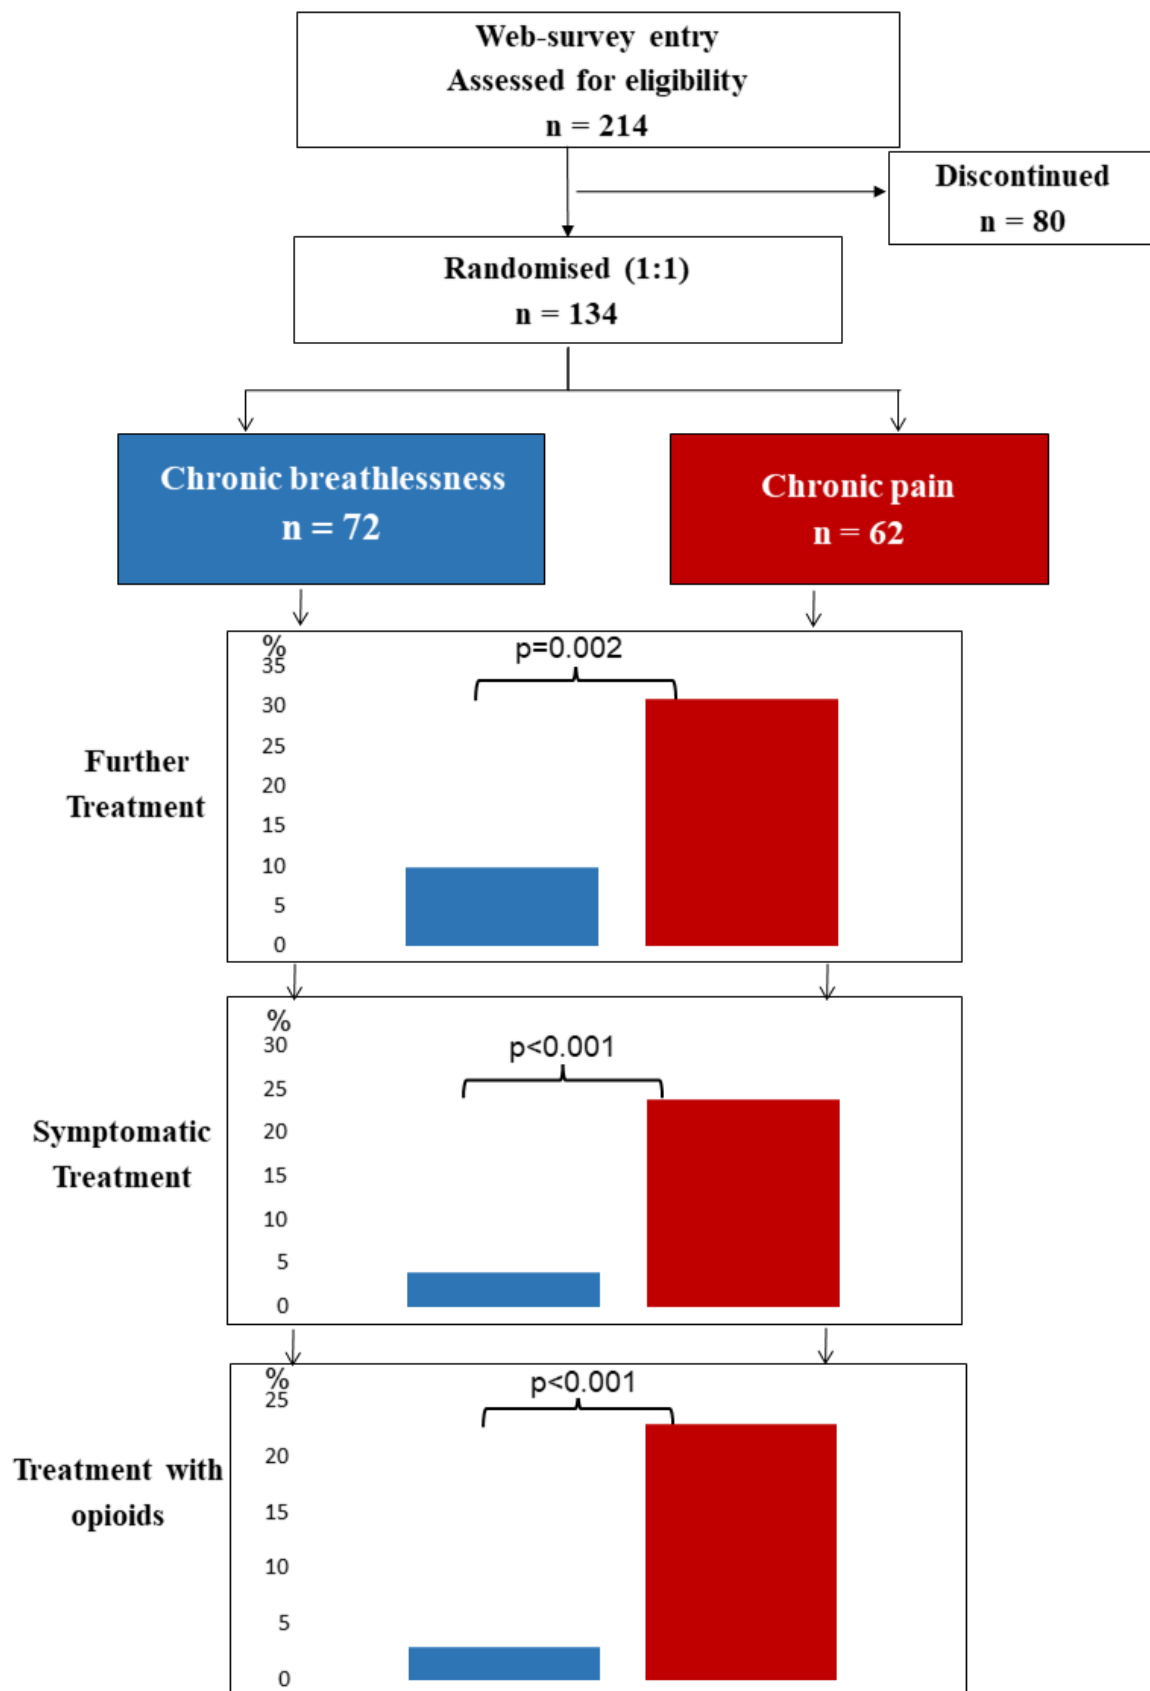 Web-survey entry
Assessed for eligibility
n = 214
Discontinued
n = 80
Randomised (1:1)
n = 134
Chronic breathlessness
n = 72
Chronic pain
n = 62
Further
Treatment
%
p=0.002
35
30
25
20
15
10
5
0
Symptomatic
Treatment
%
p<0.001
30
25
20
15
10
5
0
Treatment with
opioids
%
p<0.001
25
20
15
10
5
0